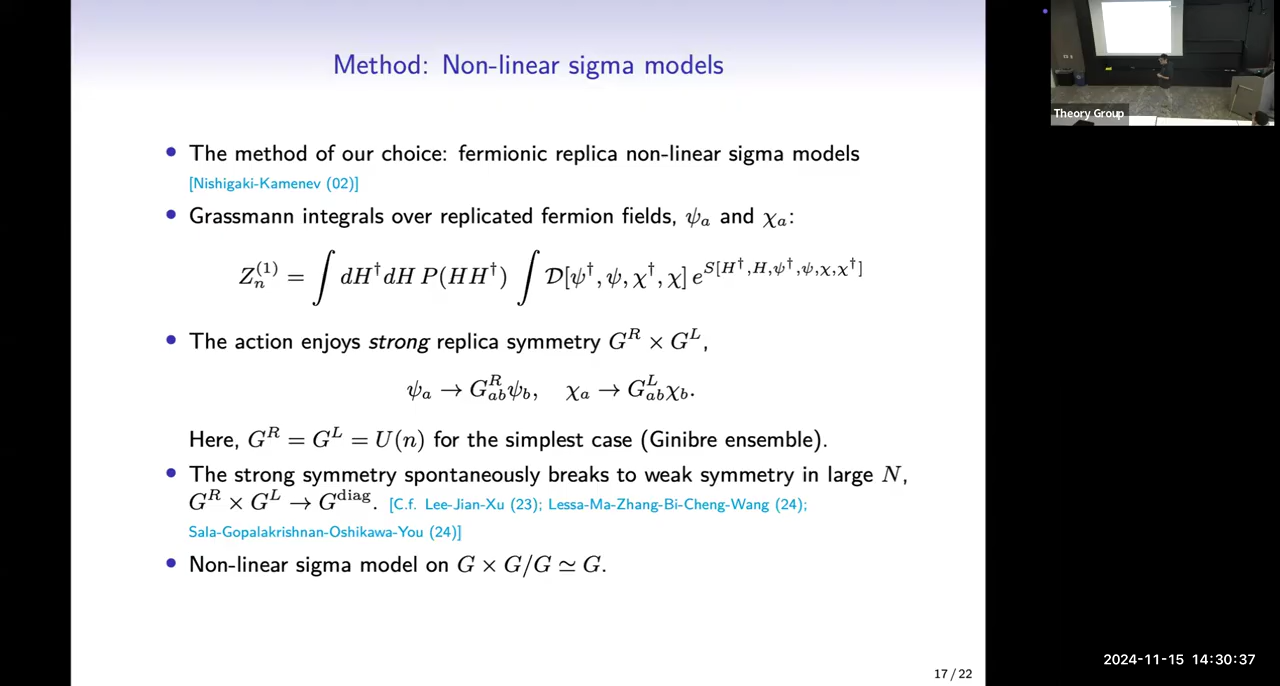 Method: Non-linear sigma models
• The method of our choice: fermionic replica non-linear sigma models
[Nishigaki-Kamenev (02)]
• Grassmann integrals over replicated fermion fields, ψ_a and χ_a:
Z_n^{(1)} = ∫ dH†dH P(HH†) ∫ D[ψ†, ψ, χ†, χ] e^{S[H†,H,ψ†,ψ,χ,χ†]}
• The action enjoys strong replica symmetry G^R × G^L,
ψ_a → G^R_{ab}ψ_b, χ_a → G^L_{ab}χ_b.
Here, G^R = G^L = U(n) for the simplest case (Ginibre ensemble).
• The strong symmetry spontaneously breaks to weak symmetry in large N,
G^R × G^L → G^{diag}. [C.f. Lee-Jian-Xu (23); Lessa-Ma-Zhang-Bi-Cheng-Wang (24);
Sala-Gopalakrishnan-Oshikawa-You (24)]
• Non-linear sigma model on G × G/G ≃ G.
17 / 22
Theory Group
2024-11-15 14:30:37